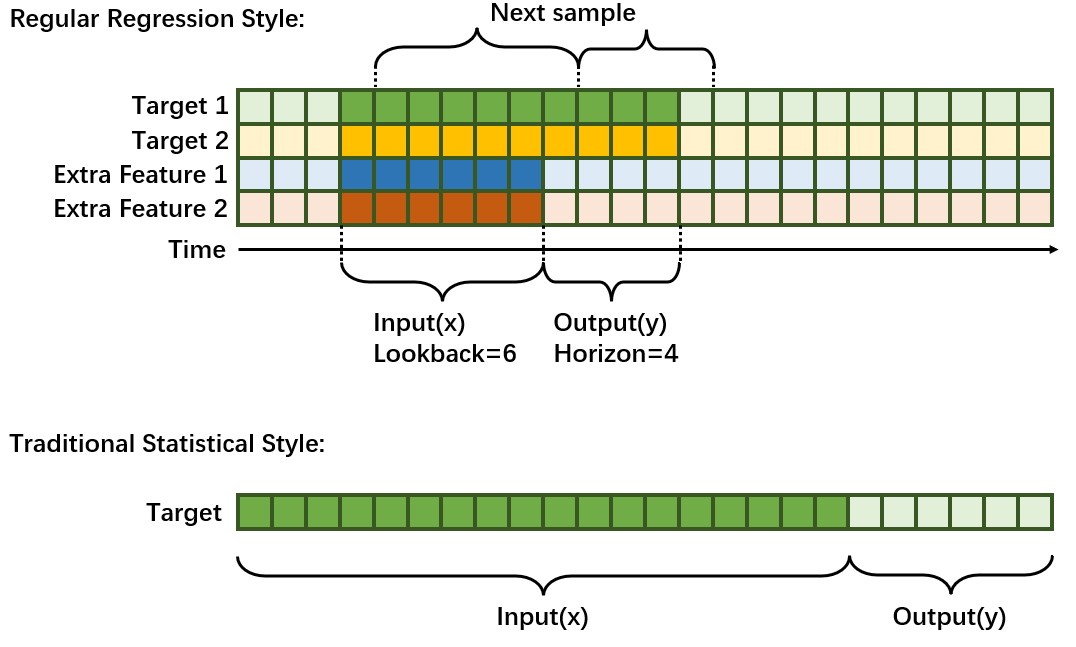 Regular Regression Style:
Next sample
Target 1
Target 2
Extra Feature 1
Extra Feature 2
Time
Input(x)
Lookback=6
Output(y)
Horizon=4
Traditional Statistical Style:
Target
Input(x)
Output(y)